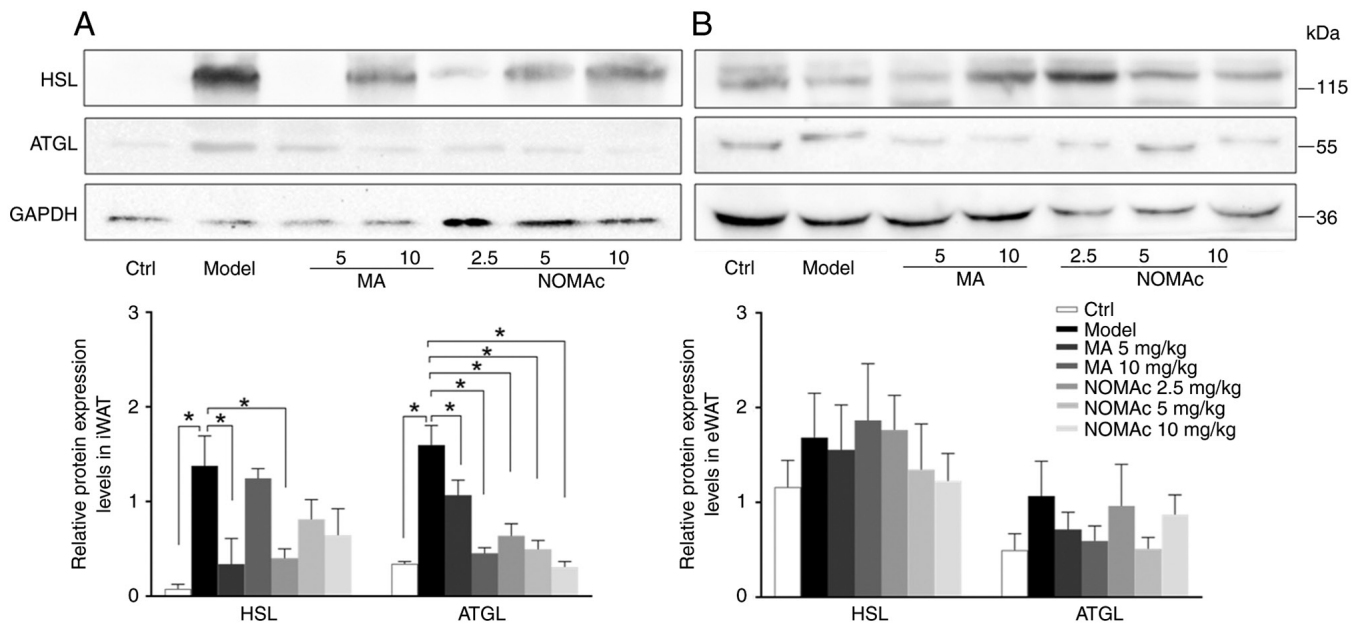 A
B
kDa
HSL
115
ATGL
55
GAPDH
36
Ctrl Model 5 10 2.5 5 10
MA NOMAc
Ctrl Model 5 10 2.5 5 10
MA NOMAc
Relative protein expression
levels in iWAT
3
2
1
0
* * * * * * * *
HSL ATGL
Relative protein expression
levels in eWAT
3
2
1
0
HSL ATGL
Ctrl
Model
MA 5 mg/kg
MA 10 mg/kg
NOMAc 2.5 mg/kg
NOMAc 5 mg/kg
NOMAc 10 mg/kg